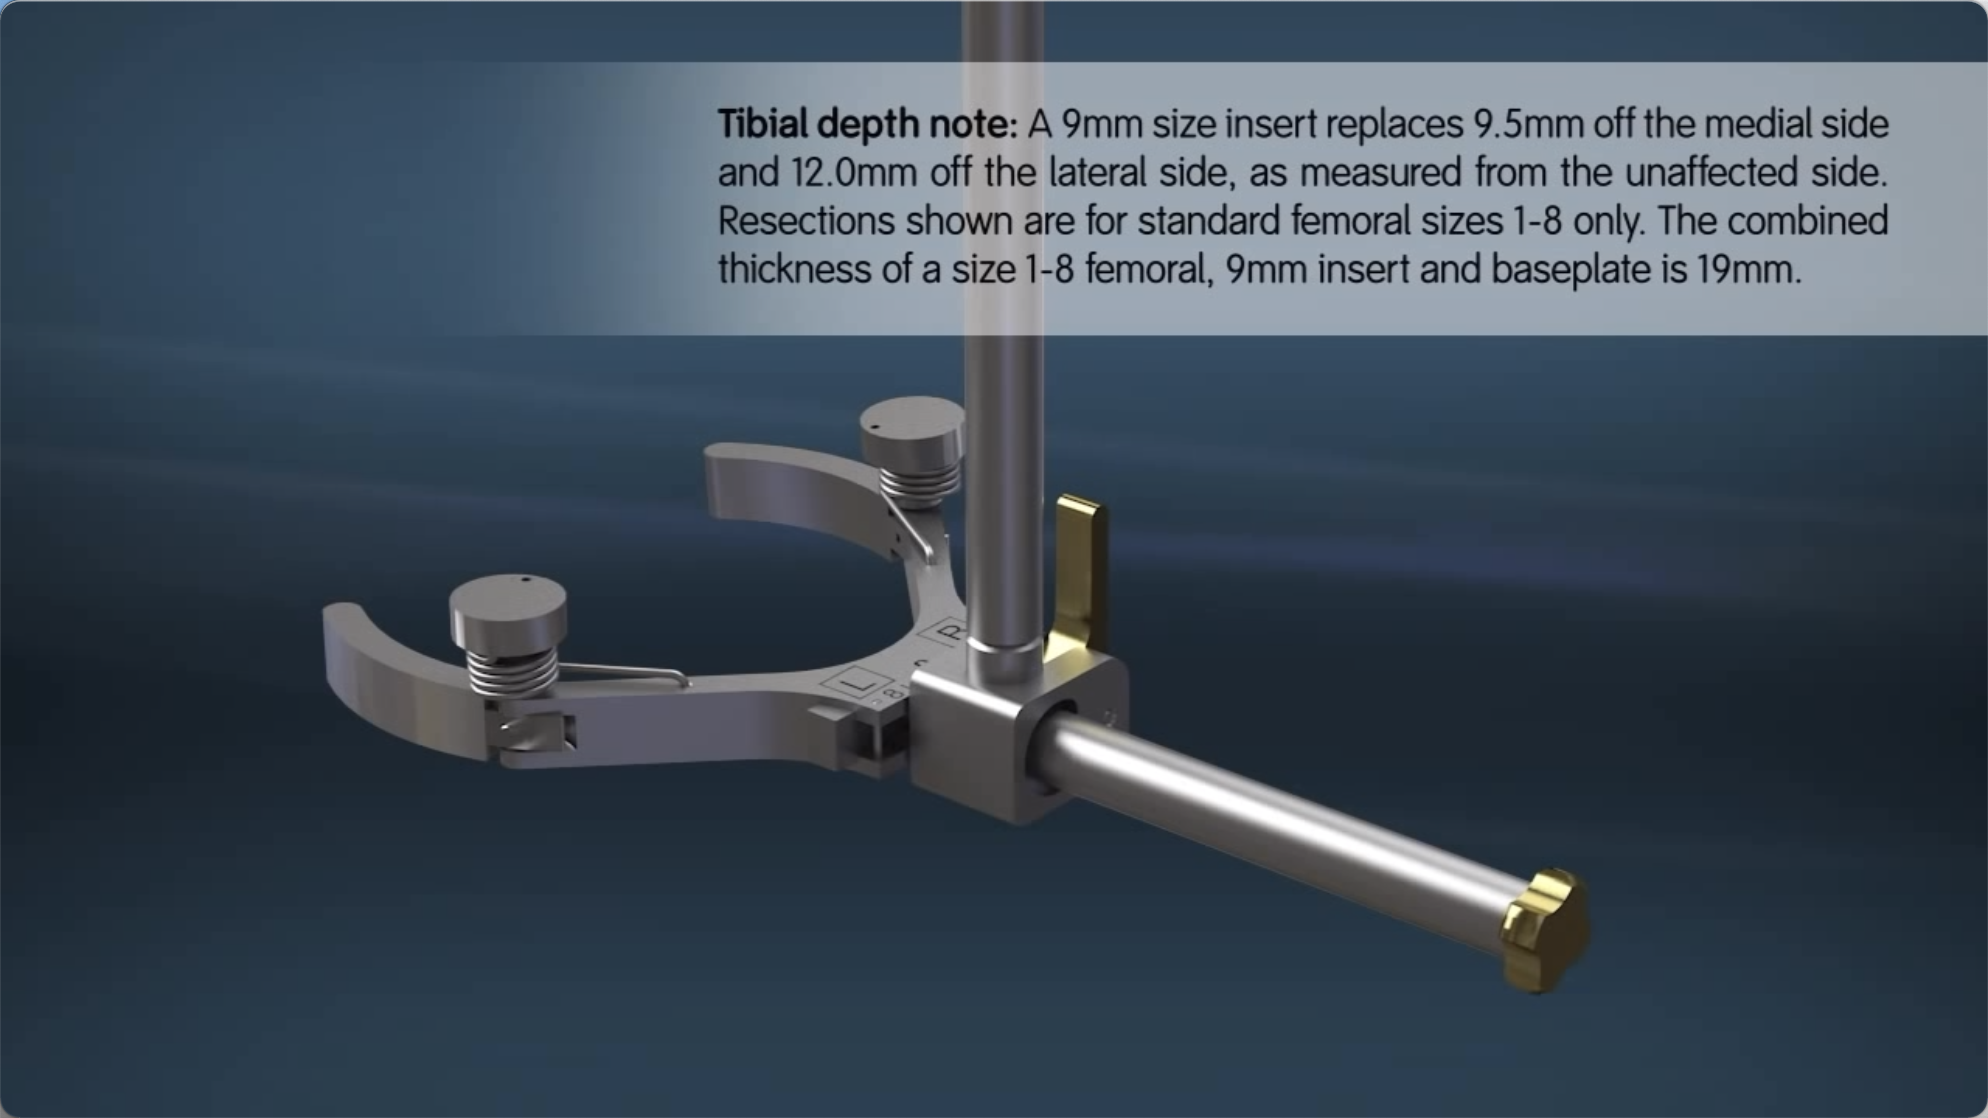 Tibial depth note: A 9mm size insert replaces 9.5mm off the medial side
and 12.0mm off the lateral side, as measured from the unaffected side.
Resections shown are for standard femoral sizes 1-8 only. The combined
thickness of a size 1-8 femoral, 9mm insert and baseplate is 19mm.
R
L
8